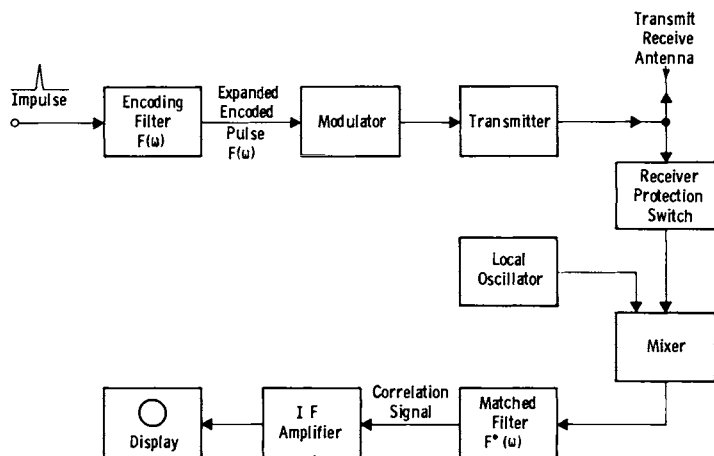 Transmit
Receive
Antenna
Impulse
Encoding
Filter
F(ω)
Expanded
Encoded
Pulse
F(ω)
Modulator
Transmitter
Receiver
Protection
Switch
Local
Oscillator
Mixer
Display
I F
Amplifier
Correlation
Signal
Matched
Filter
F*(ω)